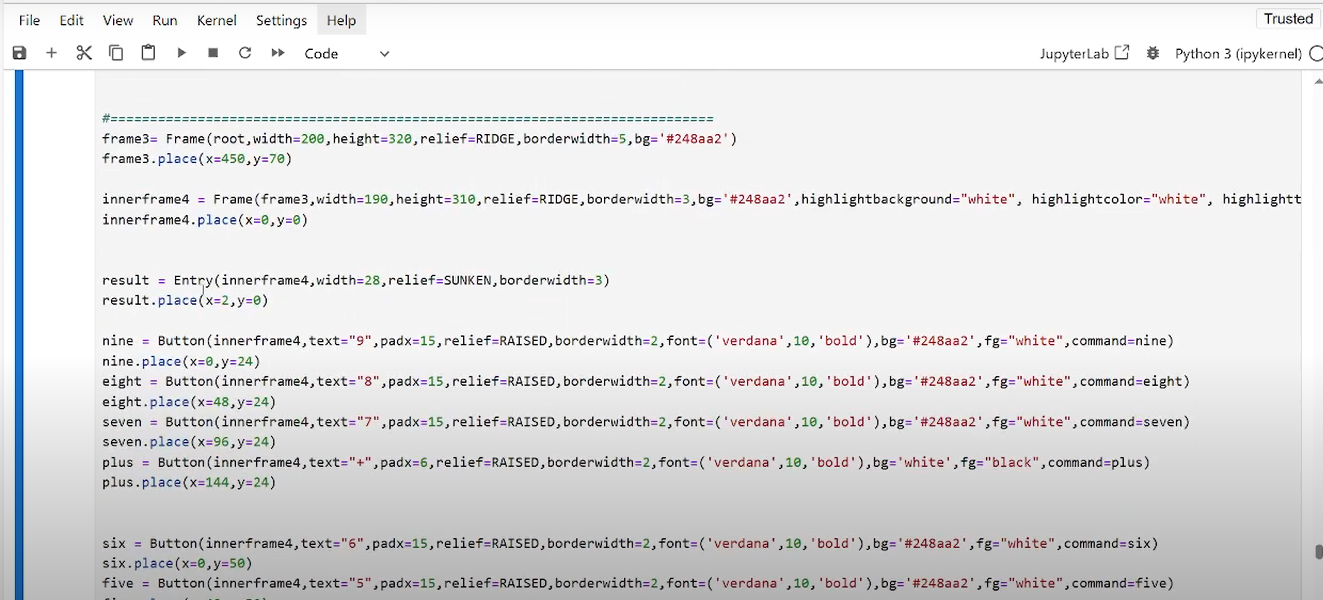 File Edit View Run Kernel Settings Help Trusted
Code JupyterLab Python 3 (ipykernel)
#============================================================================
frame3= Frame(root,width=200,height=320,relief=RIDGE,borderwidth=5,bg='#248aa2')
frame3.place(x=450,y=70)
innerframe4 = Frame(frame3,width=190,height=310,relief=RIDGE,borderwidth=3,bg='#248aa2',highlightbackground="white", highlightcolor="white", highlightt
innerframe4.place(x=0,y=0)
result = Entry(innerframe4,width=28,relief=SUNKEN,borderwidth=3)
result.place(x=2,y=0)
nine = Button(innerframe4,text="9",padx=15,relief=RAISED,borderwidth=2,font=('verdana',10,'bold'),bg='#248aa2',fg="white",command=nine)
nine.place(x=0,y=24)
eight = Button(innerframe4,text="8",padx=15,relief=RAISED,borderwidth=2,font=('verdana',10,'bold'),bg='#248aa2',fg="white",command=eight)
eight.place(x=48,y=24)
seven = Button(innerframe4,text="7",padx=15,relief=RAISED,borderwidth=2,font=('verdana',10,'bold'),bg='#248aa2',fg="white",command=seven)
seven.place(x=96,y=24)
plus = Button(innerframe4,text="+",padx=6,relief=RAISED,borderwidth=2,font=('verdana',10,'bold'),bg='white',fg="black",command=plus)
plus.place(x=144,y=24)
six = Button(innerframe4,text="6",padx=15,relief=RAISED,borderwidth=2,font=('verdana',10,'bold'),bg='#248aa2',fg="white",command=six)
six.place(x=0,y=50)
five = Button(innerframe4,text="5",padx=15,relief=RAISED,borderwidth=2,font=('verdana',10,'bold'),bg='#248aa2',fg="white",command=five)